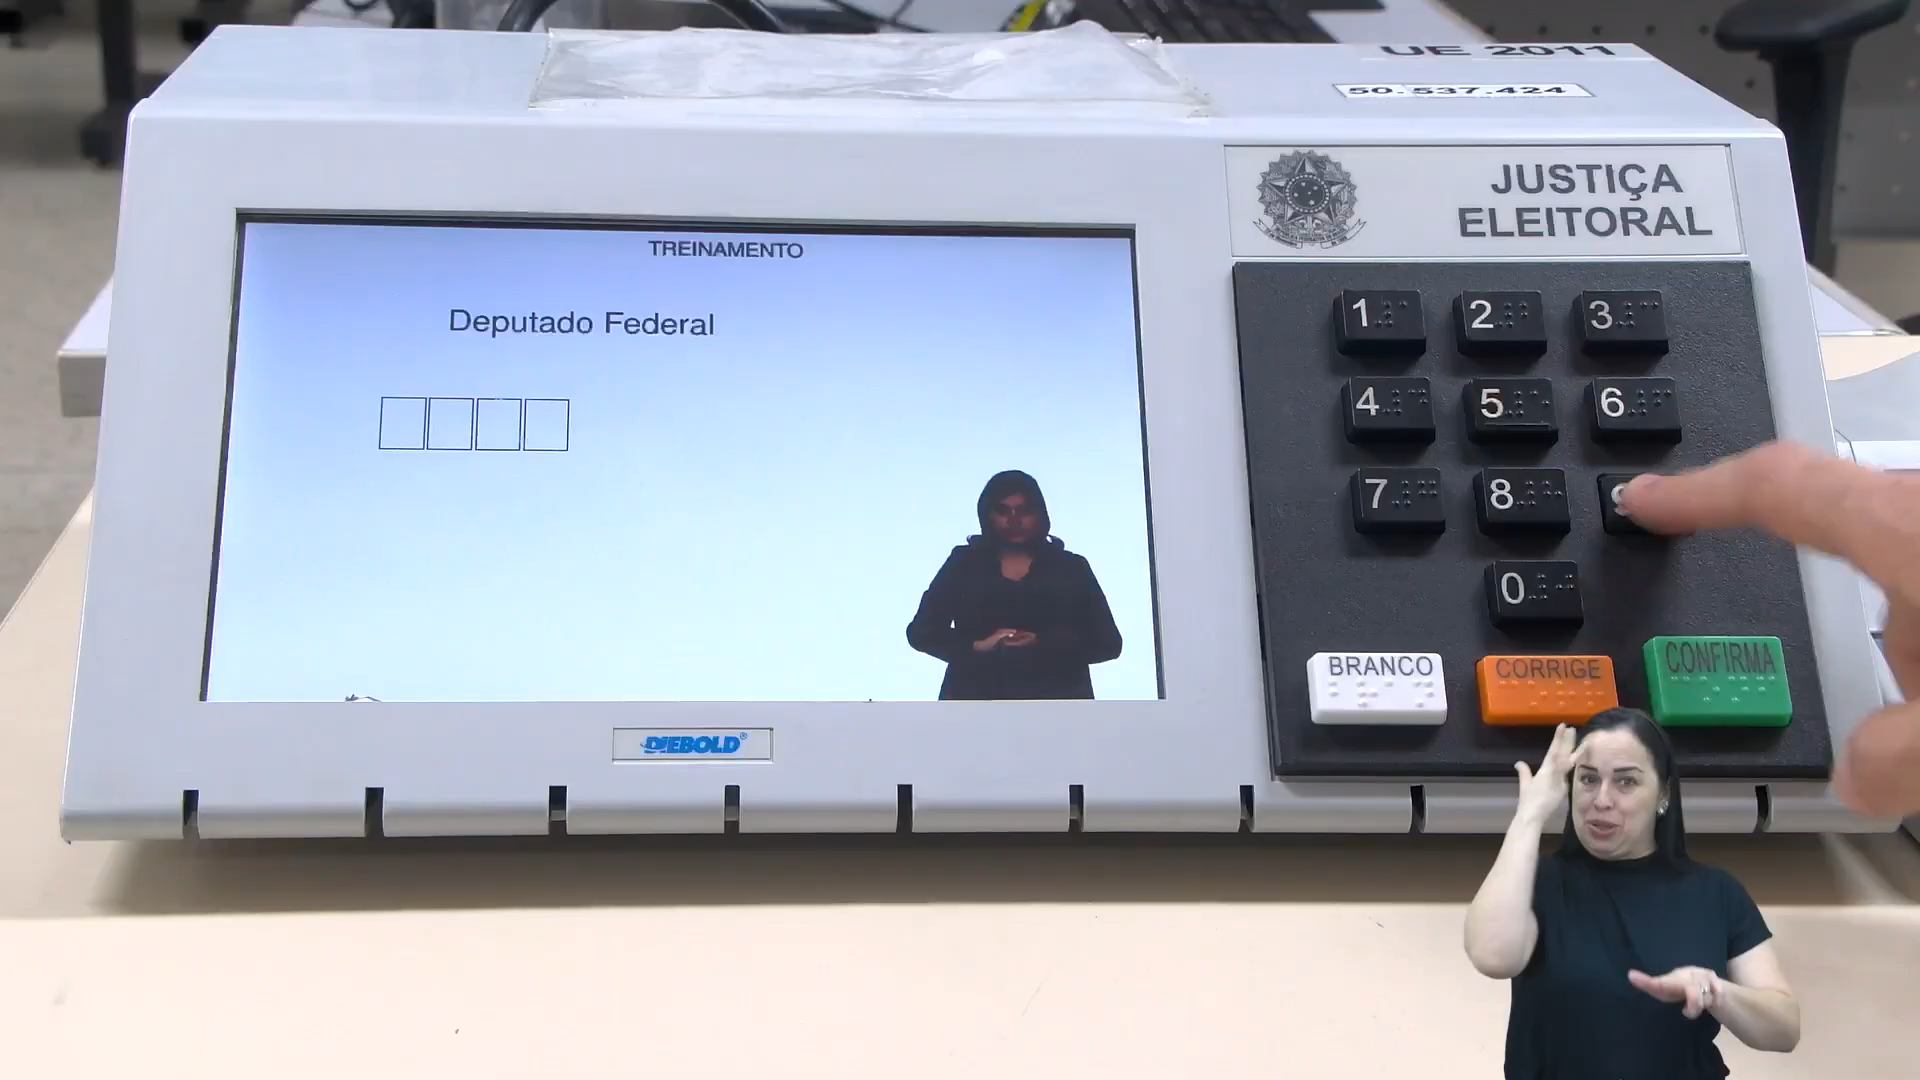 UE 2011
50.537.424
JUSTIÇA
ELEITORAL
TREINAMENTO
Deputado Federal
1 2 3
4 5 6
7 8 9
0
BRANCO CORRIGE CONFIRMA
DIEBOLD®